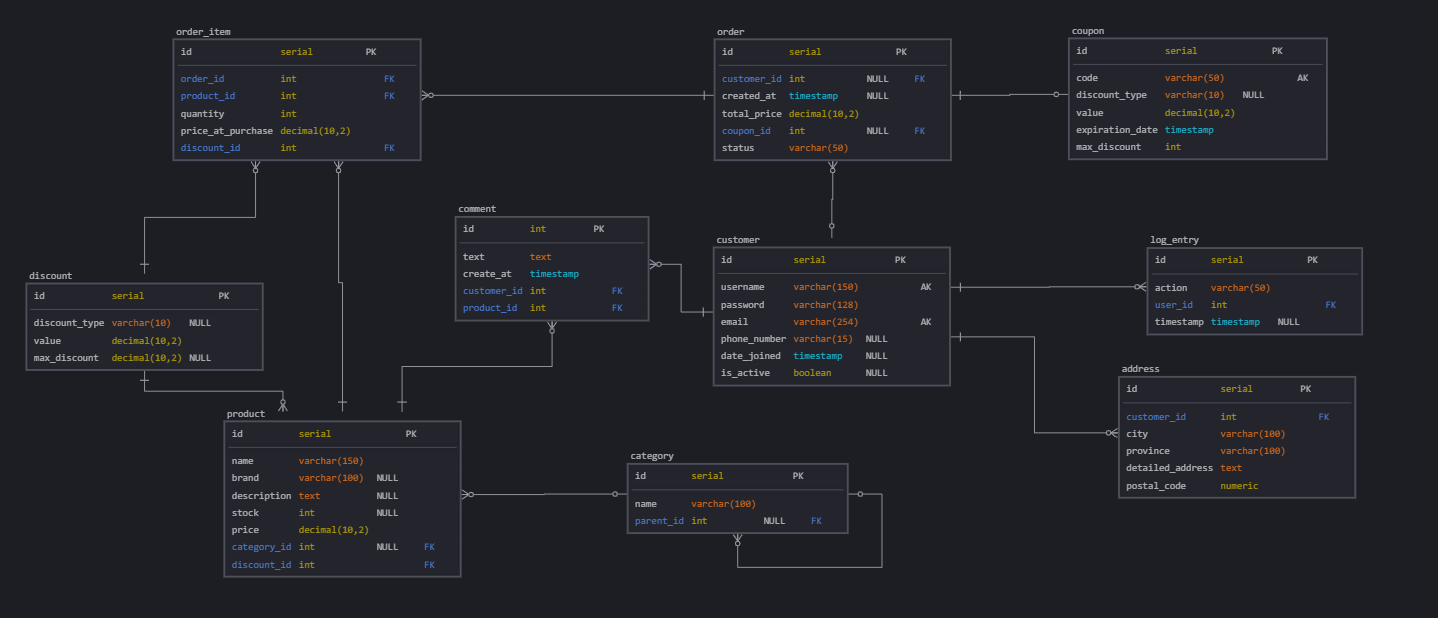 order_item
id serial PK
order_id int FK
product_id int FK
quantity int
price_at_purchase decimal(10,2)
discount_id int FK
order
id serial PK
customer_id int NULL FK
created_at timestamp NULL
total_price decimal(10,2)
coupon_id int NULL FK
status varchar(50)
coupon
id serial PK
code varchar(50) AK
discount_type varchar(10) NULL
value decimal(10,2)
expiration_date timestamp
max_discount int
comment
id int PK
text text
create_at timestamp
customer_id int FK
product_id int FK
customer
id serial PK
username varchar(150) AK
password varchar(128)
email varchar(254) AK
phone_number varchar(15) NULL
date_joined timestamp NULL
is_active boolean NULL
log_entry
id serial PK
action varchar(50)
user_id int FK
timestamp timestamp NULL
discount
id serial PK
discount_type varchar(10) NULL
value decimal(10,2)
max_discount decimal(10,2) NULL
address
id serial PK
customer_id int FK
city varchar(100)
province varchar(100)
detailed_address text
postal_code numeric
product
id serial PK
name varchar(150)
brand varchar(100) NULL
description text NULL
stock int NULL
price decimal(10,2)
category_id int NULL FK
discount_id int FK
category
id serial PK
name varchar(100)
parent_id int NULL FK